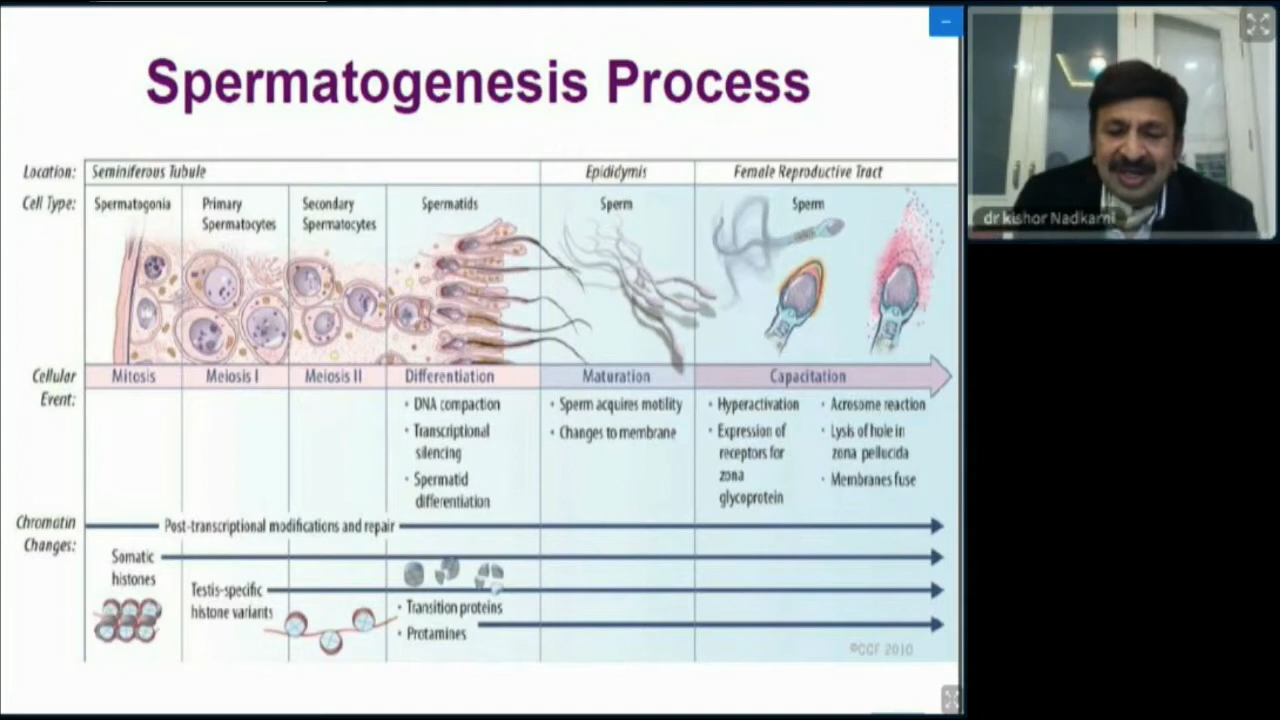 Spermatogenesis Process
Location: Seminiferous Tubule Epididymis Female Reproductive Tract
Cell Type: Spermatogonia Primary Spermatocytes Secondary Spermatocytes Spermatids Sperm Sperm
Cellular Event: Mitosis Meiosis I Meiosis II Differentiation Maturation Capacitation
• DNA compaction
• Transcriptional
silencing
• Spermatid
differentiation
• Sperm acquires motility
• Changes to membrane
• Hyperactivation
• Expression of
receptors for
zona
glycoprotein
• Acrosome reaction
• Lysis of hole in
zona pellucida
• Membranes fuse
Chromatin
Changes:
Post-transcriptional modifications and repair
Somatic
histones
Testis-specific
histone variants
• Transition proteins
• Protamines
©CCF 2010
dr kishor Nadkarni